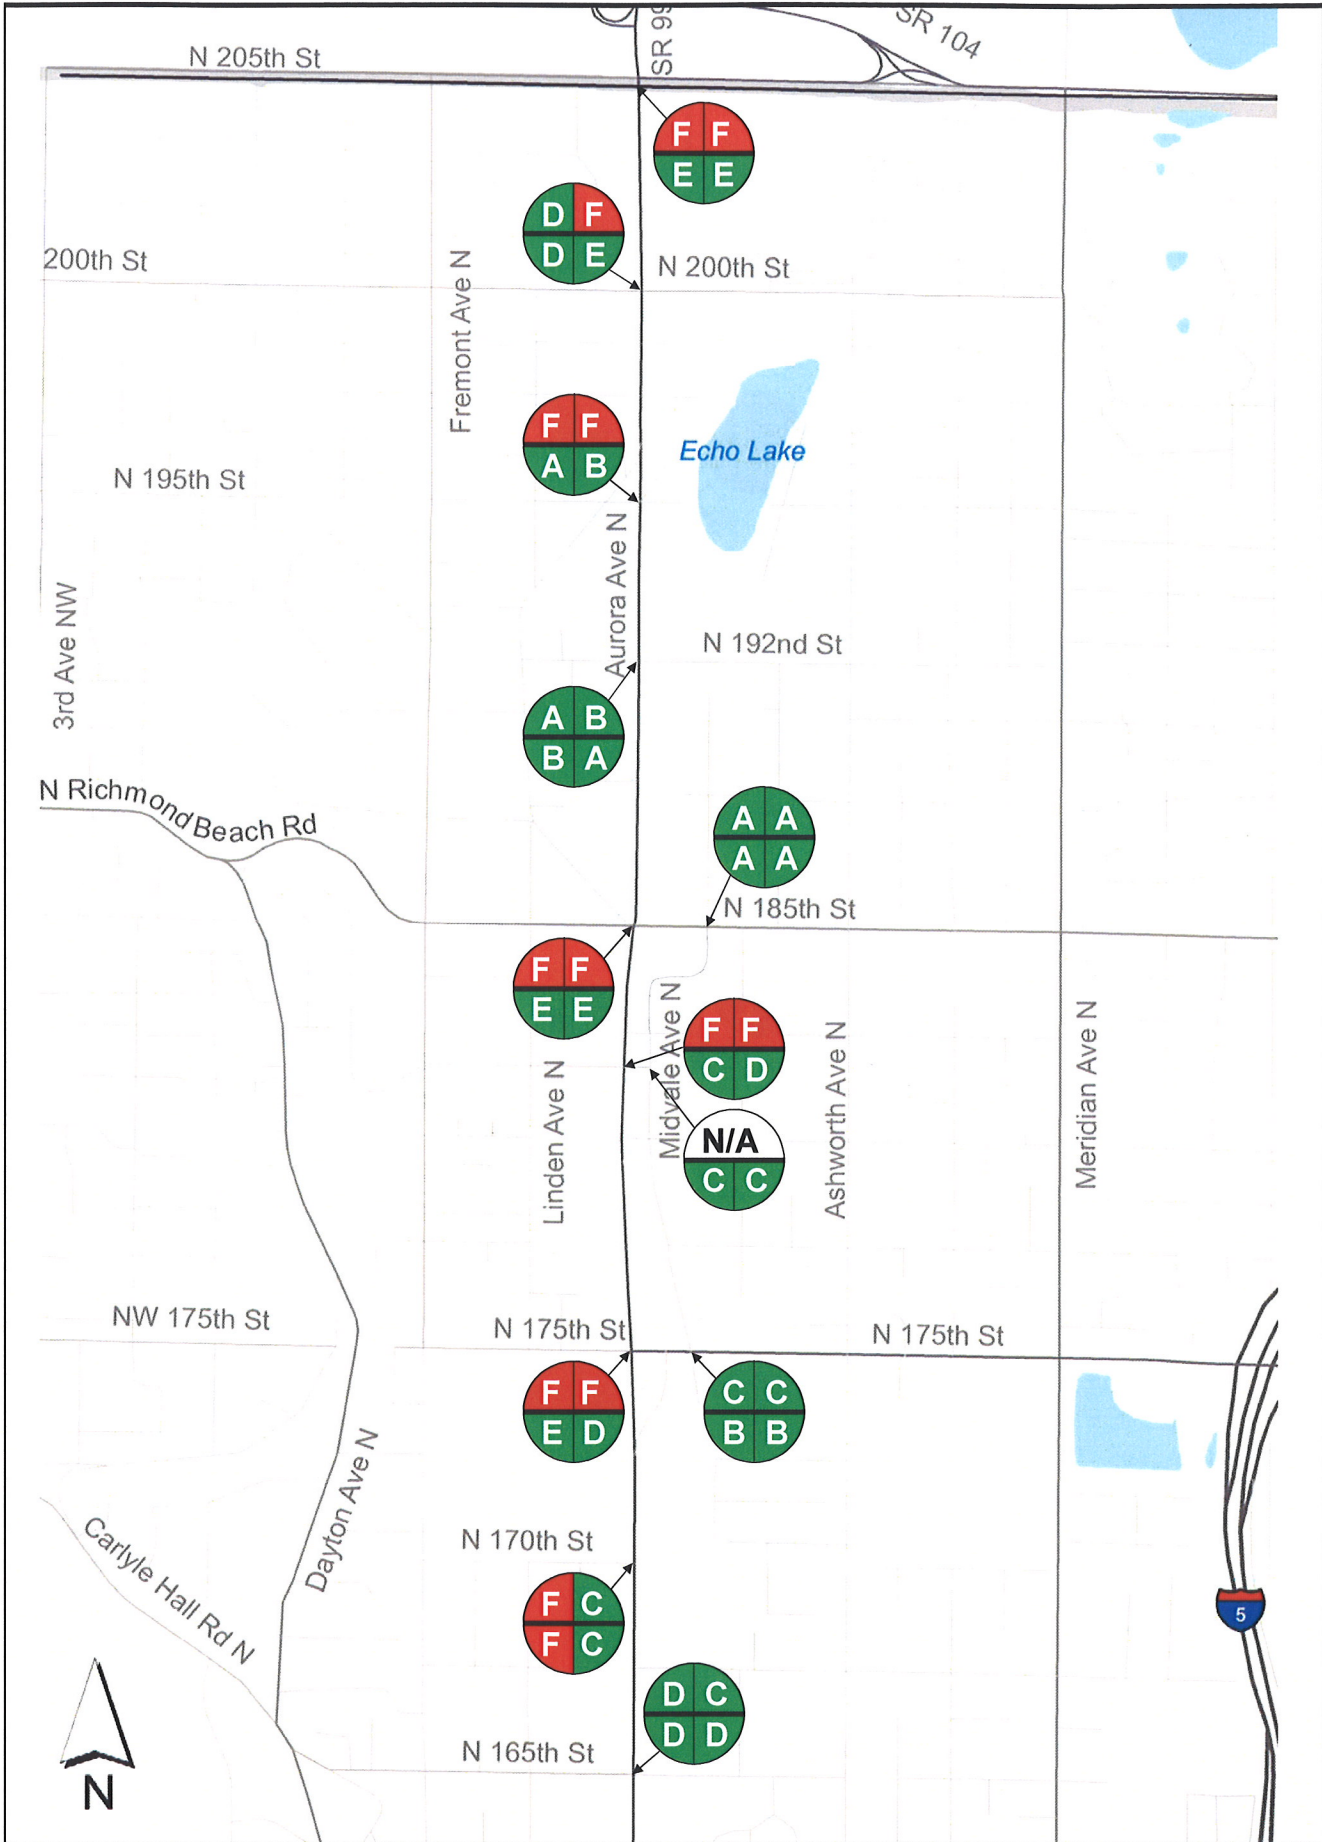 SR 99
SR 104
N 205th St
F F
E E
D F
D E
200th St
N 200th St
Fremont Ave N
F F
A B
Echo Lake
N 195th St
Aurora Ave N
3rd Ave NW
N 192nd St
A B
B A
N Richmond Beach Rd
A A
A A
N 185th St
F F
E E
Midvale Ave N
F F
C D
Linden Ave N
Ashworth Ave N
Meridian Ave N
N/A
C C
NW 175th St
N 175th St
N 175th St
F F
E D
C C
B B
Dayton Ave N
Carlyle Hall Rd N
N 170th St
F C
F C
5
D C
D D
N 165th St
N